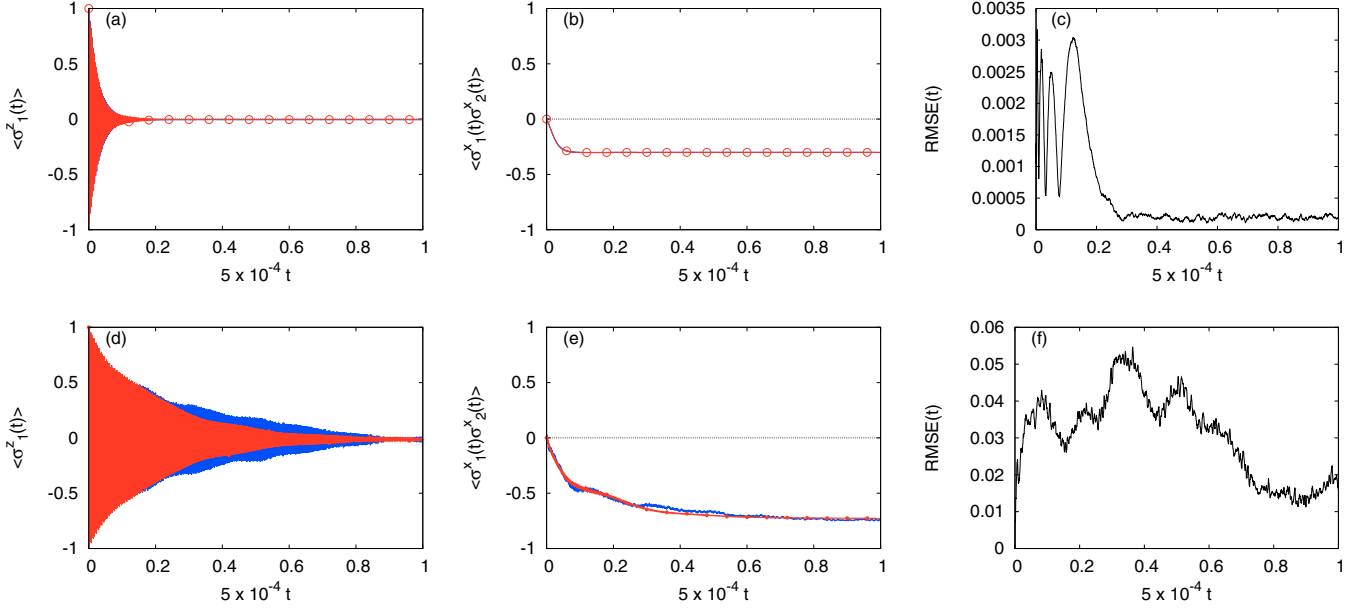 (a)
<σ^z_1(t)>
1
0.5
0
-0.5
-1
0 0.2 0.4 0.6 0.8 1
5 x 10^-4 t
(b)
<σ^x_1(t)σ^x_2(t)>
1
0.5
0
-0.5
-1
0 0.2 0.4 0.6 0.8 1
5 x 10^-4 t
(c)
RMSE(t)
0.0035
0.003
0.0025
0.002
0.0015
0.001
0.0005
0
0 0.2 0.4 0.6 0.8 1
5 x 10^-4 t
(d)
<σ^z_1(t)>
1
0.5
0
-0.5
-1
0 0.2 0.4 0.6 0.8 1
5 x 10^-4 t
(e)
<σ^x_1(t)σ^x_2(t)>
1
0.5
0
-0.5
-1
0 0.2 0.4 0.6 0.8 1
5 x 10^-4 t
(f)
RMSE(t)
0.06
0.05
0.04
0.03
0.02
0.01
0
0 0.2 0.4 0.6 0.8 1
5 x 10^-4 t